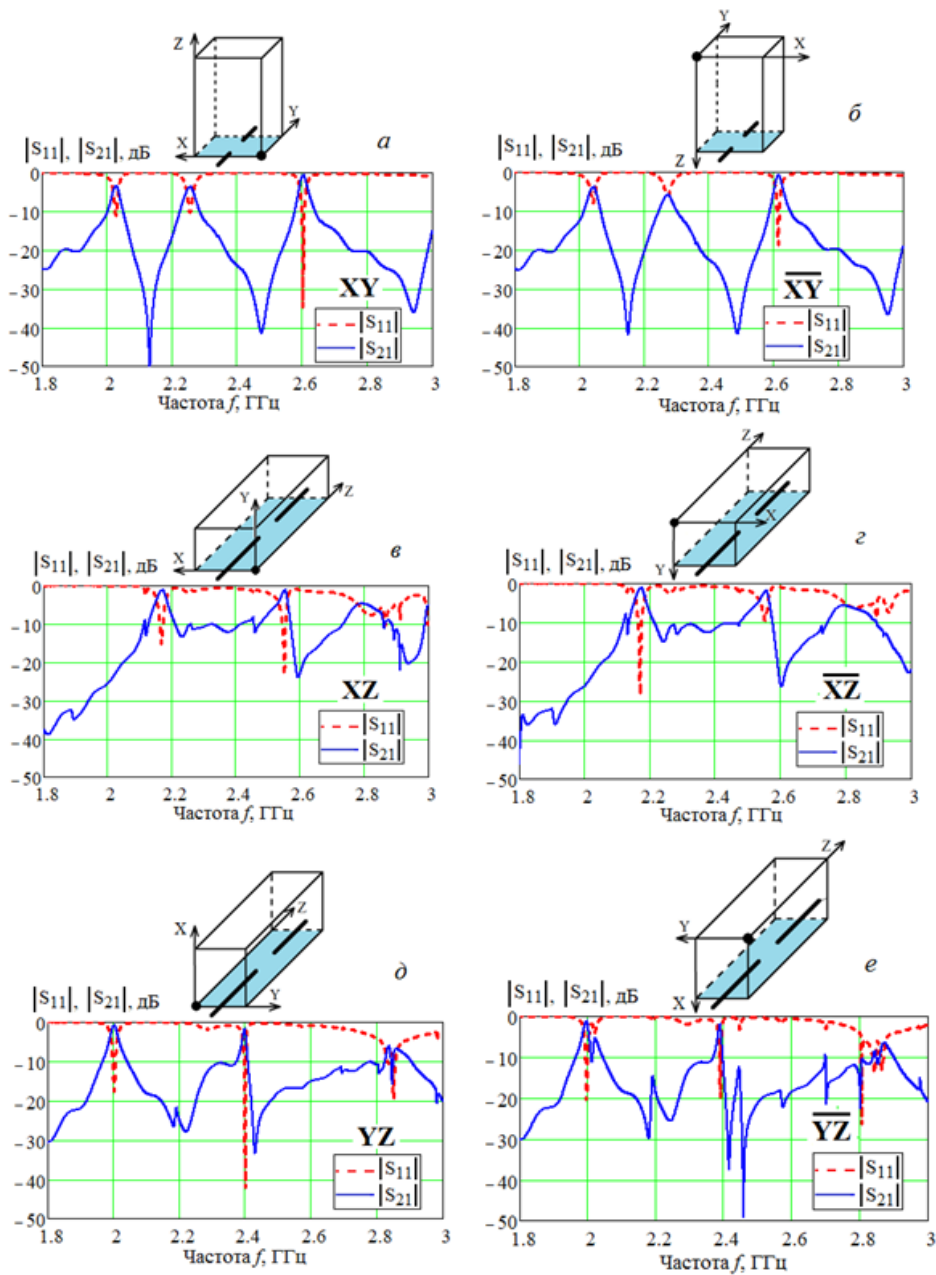 Z
Y
X
а
Y
X
Z
б
|S11|, |S21|, дБ
0
−10
−20
−30
−40
−50
XY
|S11|
|S21|
1.8 2 2.2 2.4 2.6 2.8 3
Частота f, ГГц
|S11|, |S21|, дБ
0
−10
−20
−30
−40
−50
X̅Y̅
|S11|
|S21|
1.8 2 2.2 2.4 2.6 2.8 3
Частота f, ГГц
Y
Z
X
в
Z
X
Y
г
|S11|, |S21|, дБ
0
−10
−20
−30
−40
−50
XZ
|S11|
|S21|
1.8 2 2.2 2.4 2.6 2.8 3
Частота f, ГГц
|S11|, |S21|, дБ
0
−10
−20
−30
−40
−50
X̅Z̅
|S11|
|S21|
1.8 2 2.2 2.4 2.6 2.8 3
Частота f, ГГц
X
Z
Y
д
Z
Y
X
е
|S11|, |S21|, дБ
0
−10
−20
−30
−40
−50
YZ
|S11|
|S21|
1.8 2 2.2 2.4 2.6 2.8 3
Частота f, ГГц
|S11|, |S21|, дБ
0
−10
−20
−30
−40
−50
Y̅Z̅
|S11|
|S21|
1.8 2 2.2 2.4 2.6 2.8 3
Частота f, ГГц